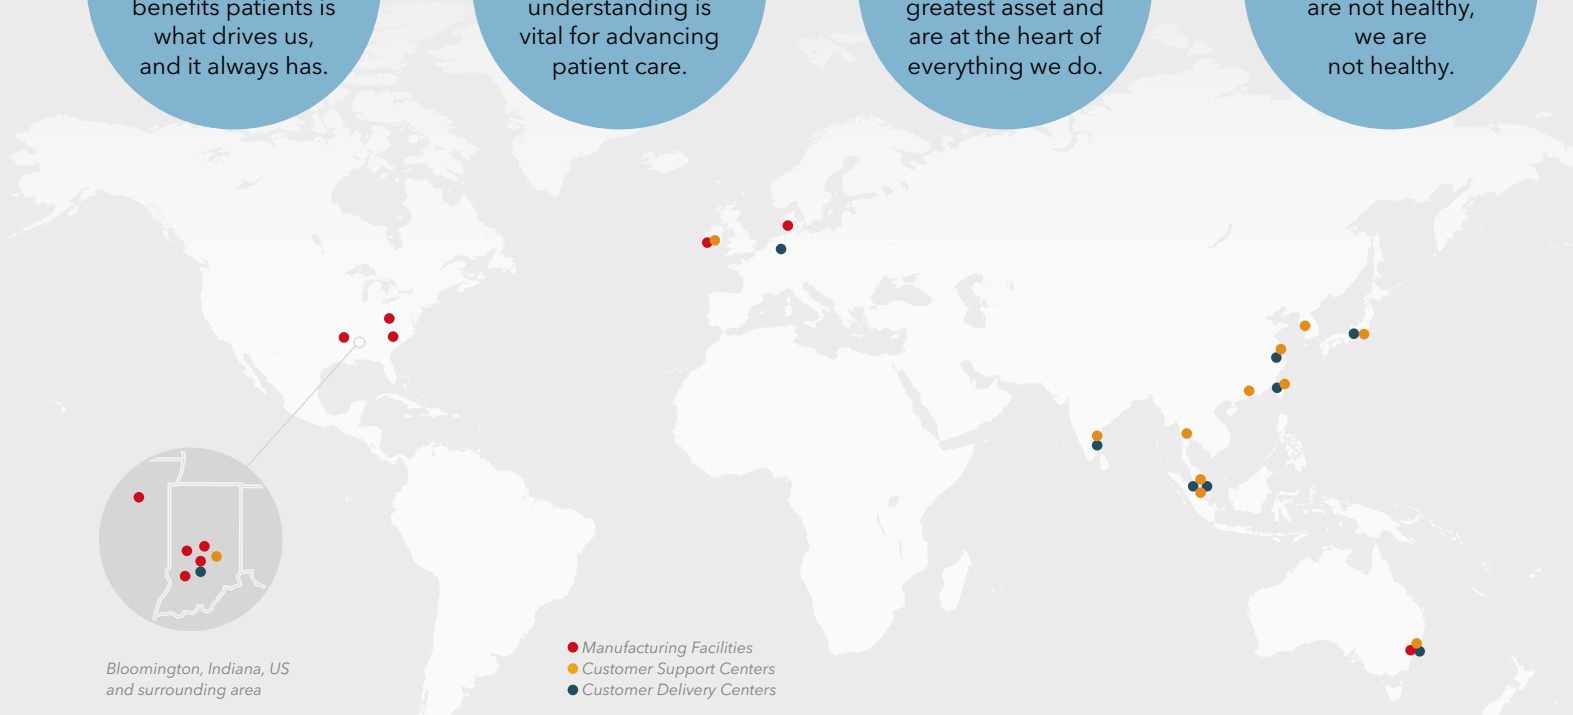 benefits patients is
what drives us,
and it always has.
understanding is
vital for advancing
patient care.
greatest asset and
are at the heart of
everything we do.
are not healthy,
we are
not healthy.
Bloomington, Indiana, US
and surrounding area
Manufacturing Facilities
Customer Support Centers
Customer Delivery Centers